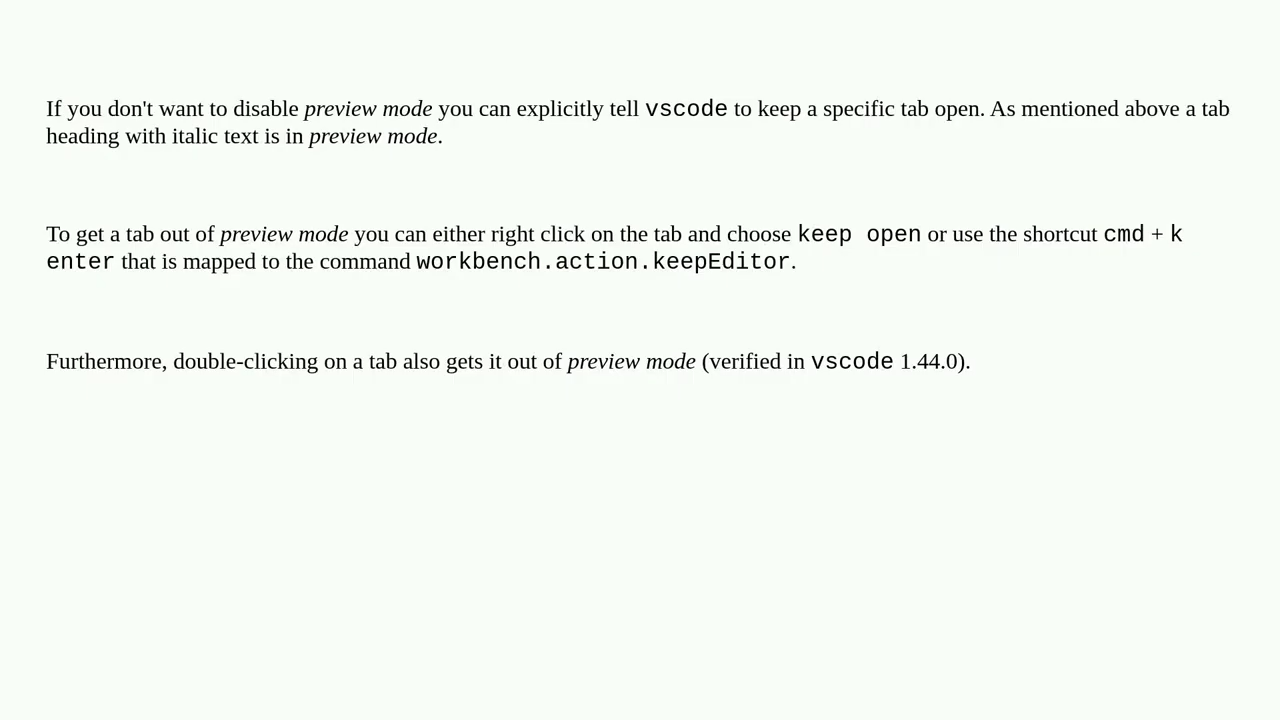 If you don't want to disable preview mode you can explicitly tell vscode to keep a specific tab open. As mentioned above a tab
heading with italic text is in preview mode.
To get a tab out of preview mode you can either right click on the tab and choose keep open or use the shortcut cmd + k
enter that is mapped to the command workbench.action.keepEditor.
Furthermore, double-clicking on a tab also gets it out of preview mode (verified in vscode 1.44.0).